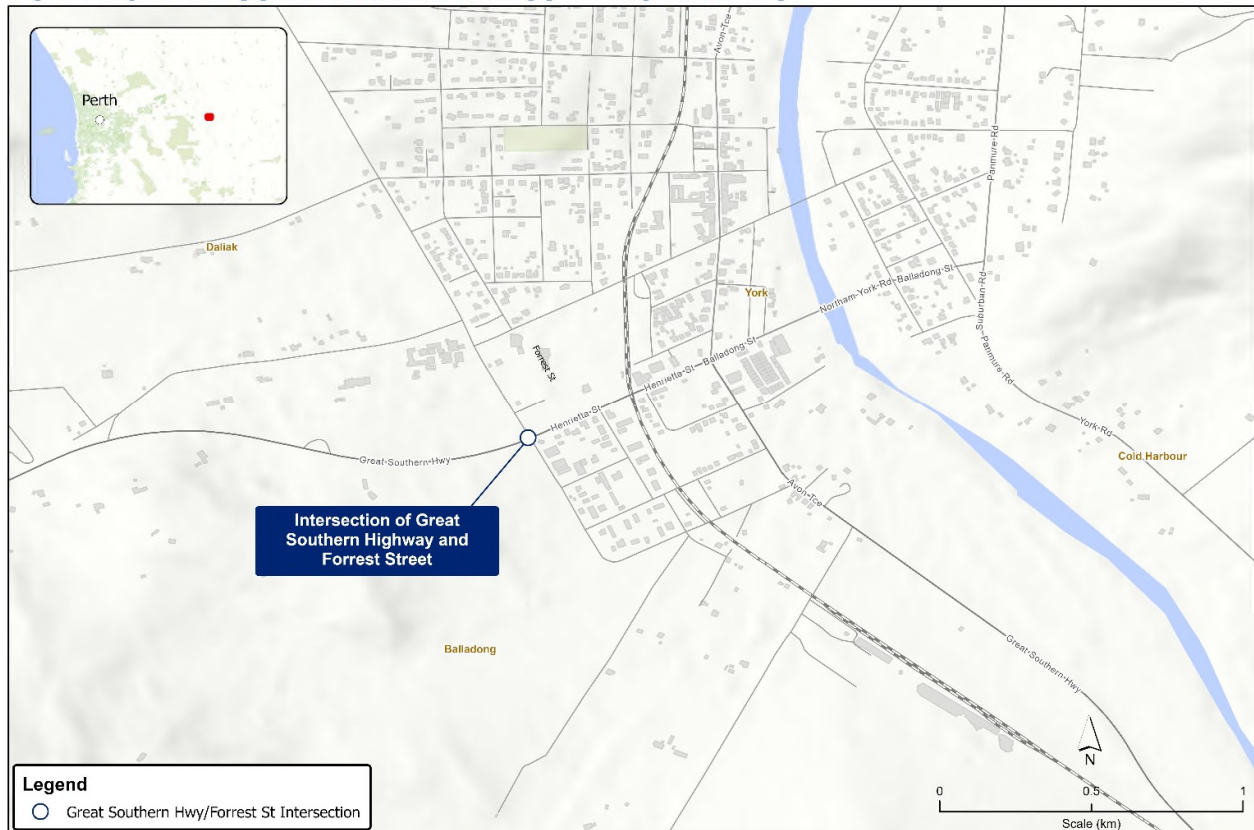 Perth
Avon-Tce
Panmure-Rd
Daliak
York
Northam-York-Rd-Balladong-St
Suburban-Rd
Panmure-Rd
Forrest St
Henrietta-St-Balladong-St
Henrietta-St
York-Rd
Cold Harbour
Great-Southern-Hwy
Avon-Tce
Intersection of Great
Southern Highway and
Forrest Street
Balladong
Great-Southern-Hwy
N
Legend
Great Southern Hwy/Forrest St Intersection
0 0.5 1
Scale (km)